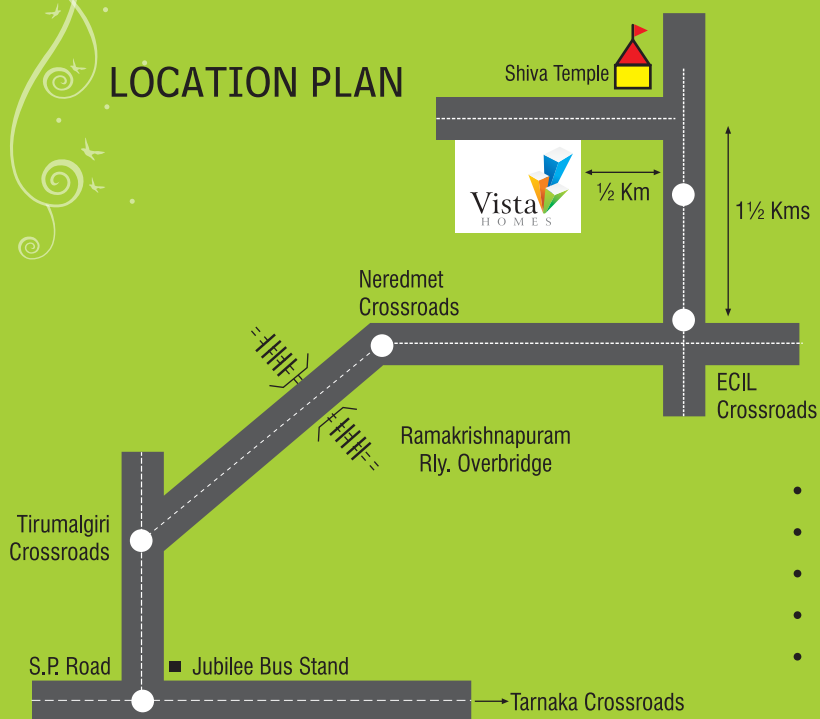 LOCATION PLAN
Shiva Temple
Vista
HOMES
½ Km
1½ Kms
Neredmet
Crossroads
ECIL
Crossroads
Ramakrishnapuram
Rly. Overbridge
Tirumalgiri
Crossroads
S.P. Road
Jubilee Bus Stand
Tarnaka Crossroads